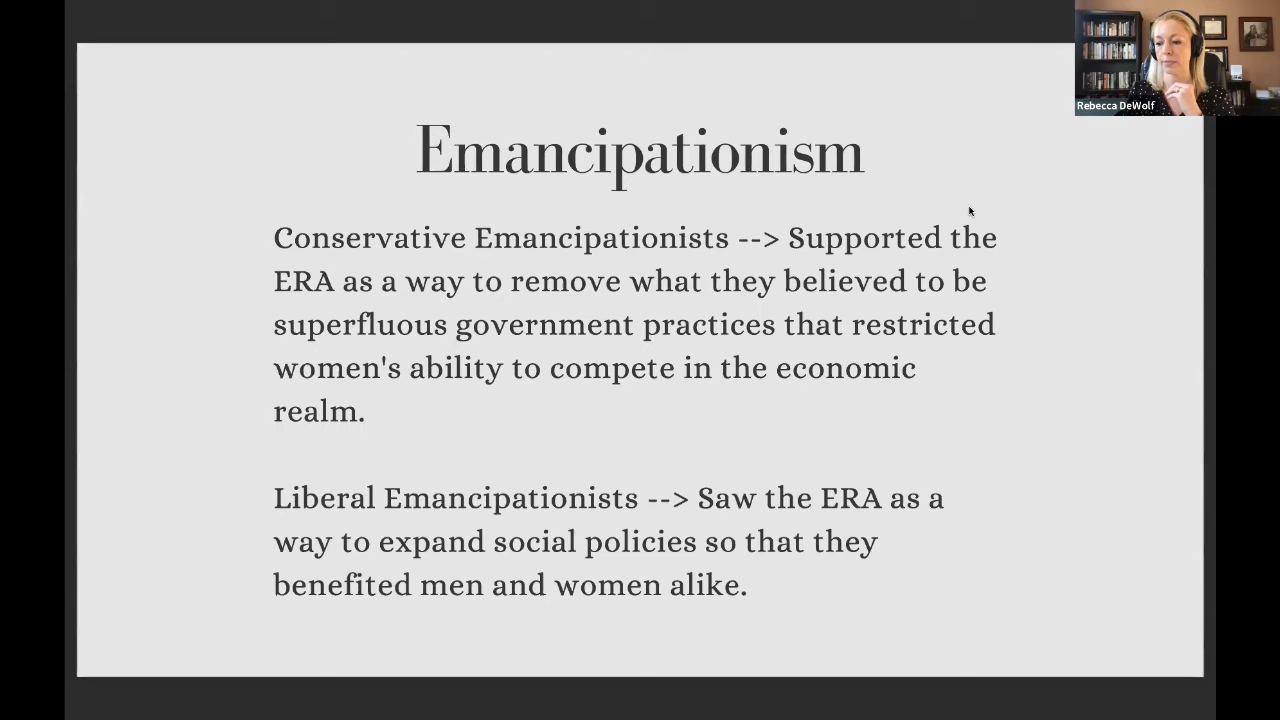 Rebecca DeWolf
Emancipationism
Conservative Emancipationists --> Supported the
ERA as a way to remove what they believed to be
superfluous government practices that restricted
women's ability to compete in the economic
realm.
Liberal Emancipationists --> Saw the ERA as a
way to expand social policies so that they
benefited men and women alike.